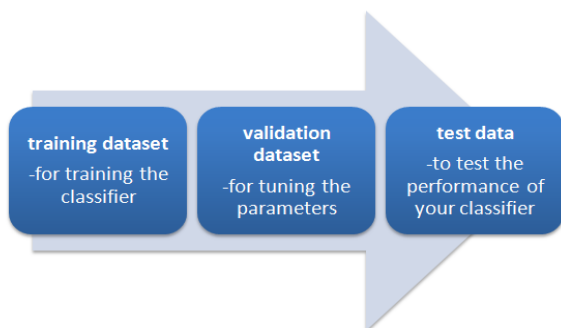 training dataset
-for training the
classifier
validation
dataset
-for tuning the
parameters
test data
-to test the
performance of
your classifier